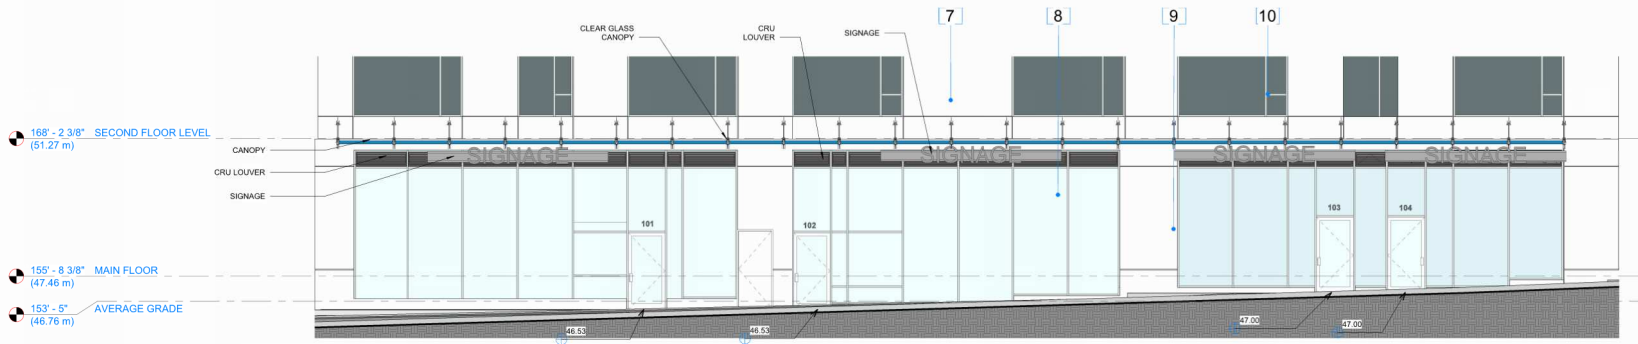 7
8
9
10
CLEAR GLASS
CANOPY
CRU
LOUVER
SIGNAGE
168' - 2 3/8" SECOND FLOOR LEVEL
(51.27 m)
CANOPY
CRU LOUVER
SIGNAGE
SIGNAGE
SIGNAGE
SIGNAGE
SIGNAGE
101
102
103
104
155' - 8 3/8" MAIN FLOOR
(47.46 m)
153' - 5" AVERAGE GRADE
(46.76 m)
46.53
46.53
47.00
47.00